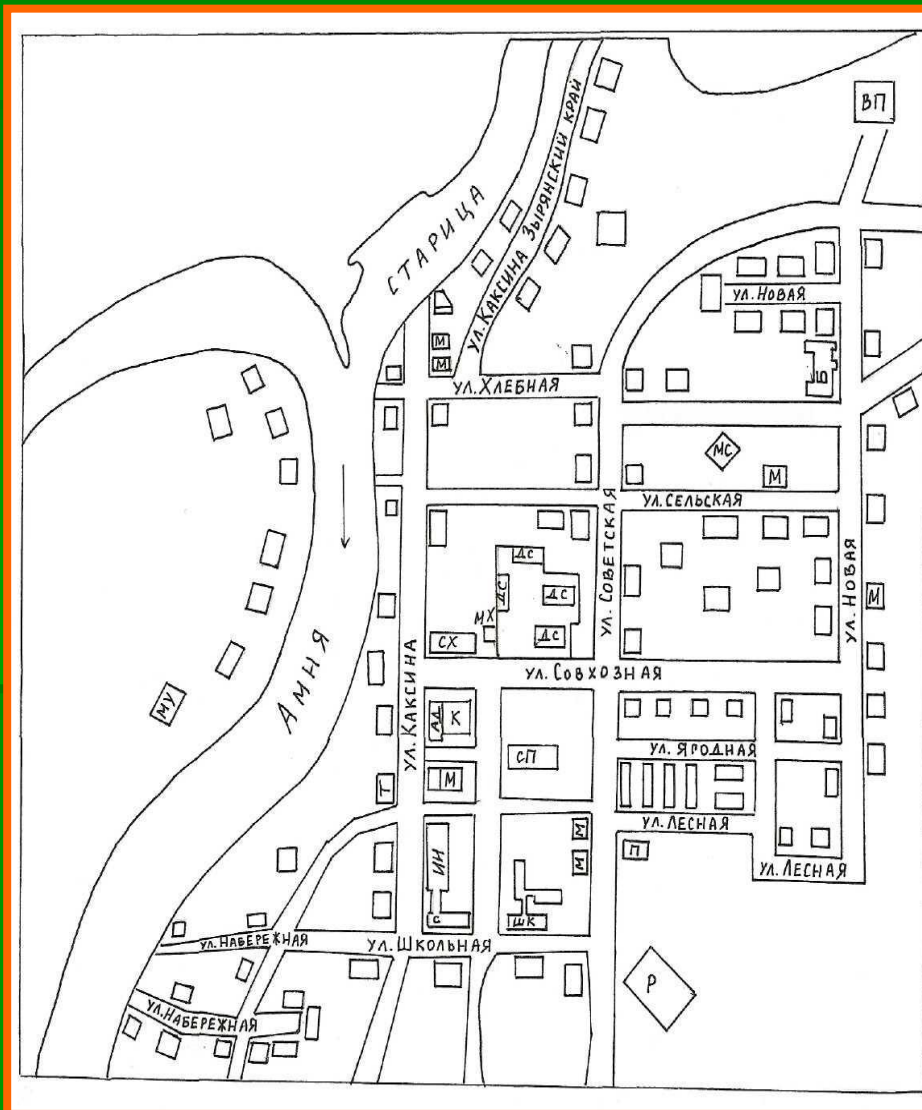 ВП
ул. Каксина Зырянский край
СТАРИЦА
ул. Новая
М
М
Б
ул. Хлебная
МС
М
ул. Сельская
ул. Советская
ул. Новая
ДС
ДС
ДС
ДС
МХ
СХ
М
АМНЯ
МУ
ул. Каксина
ул. Совхозная
АД
К
СП
ул. Ягодная
М
Т
ул. Лесная
М
М
П
ул. Лесная
ИН
С
ШК
ул. Набережная
ул. Школьная
Р
ул. Набережная